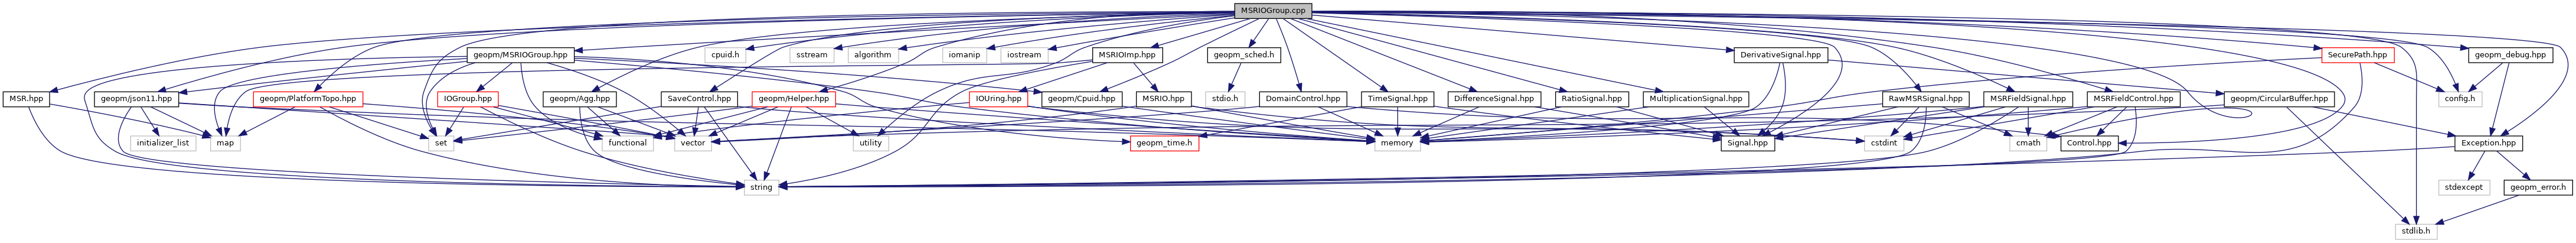 MSRIOGroup.cpp
geopm/MSRIOGroup.hpp
cpuid.h
sstream
algorithm
iomanip
iostream
MSRIOImp.hpp
geopm_sched.h
DerivativeSignal.hpp
SecurePath.hpp
geopm_debug.hpp
MSR.hpp
geopm/json11.hpp
geopm/PlatformTopo.hpp
IOGroup.hpp
geopm/Agg.hpp
SaveControl.hpp
geopm/Helper.hpp
IOUring.hpp
geopm/Cpuid.hpp
MSRIO.hpp
stdio.h
DomainControl.hpp
TimeSignal.hpp
DifferenceSignal.hpp
RatioSignal.hpp
MultiplicationSignal.hpp
RawMSRSignal.hpp
MSRFieldSignal.hpp
MSRFieldControl.hpp
geopm/CircularBuffer.hpp
config.h
initializer_list
map
set
functional
vector
utility
geopm_time.h
memory
Signal.hpp
cstdint
cmath
Control.hpp
Exception.hpp
string
stdexcept
geopm_error.h
stdlib.h